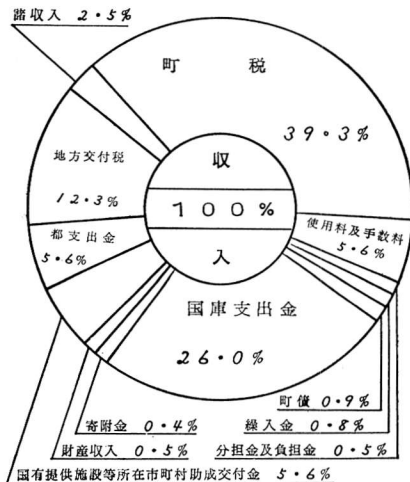 諸収入 2・5%
町 税
39・3%
地方交付税
12・3%
収
100%
入
使用料及手数料
5・6%
都支出金
5・6%
国庫支出金
26・0%
町債 0・9%
寄附金 0・4%
繰入金 0・8%
財産収入 0・5%
分担金及負担金 0・5%
国有提供施設等所在市町村助成交付金 5・6%